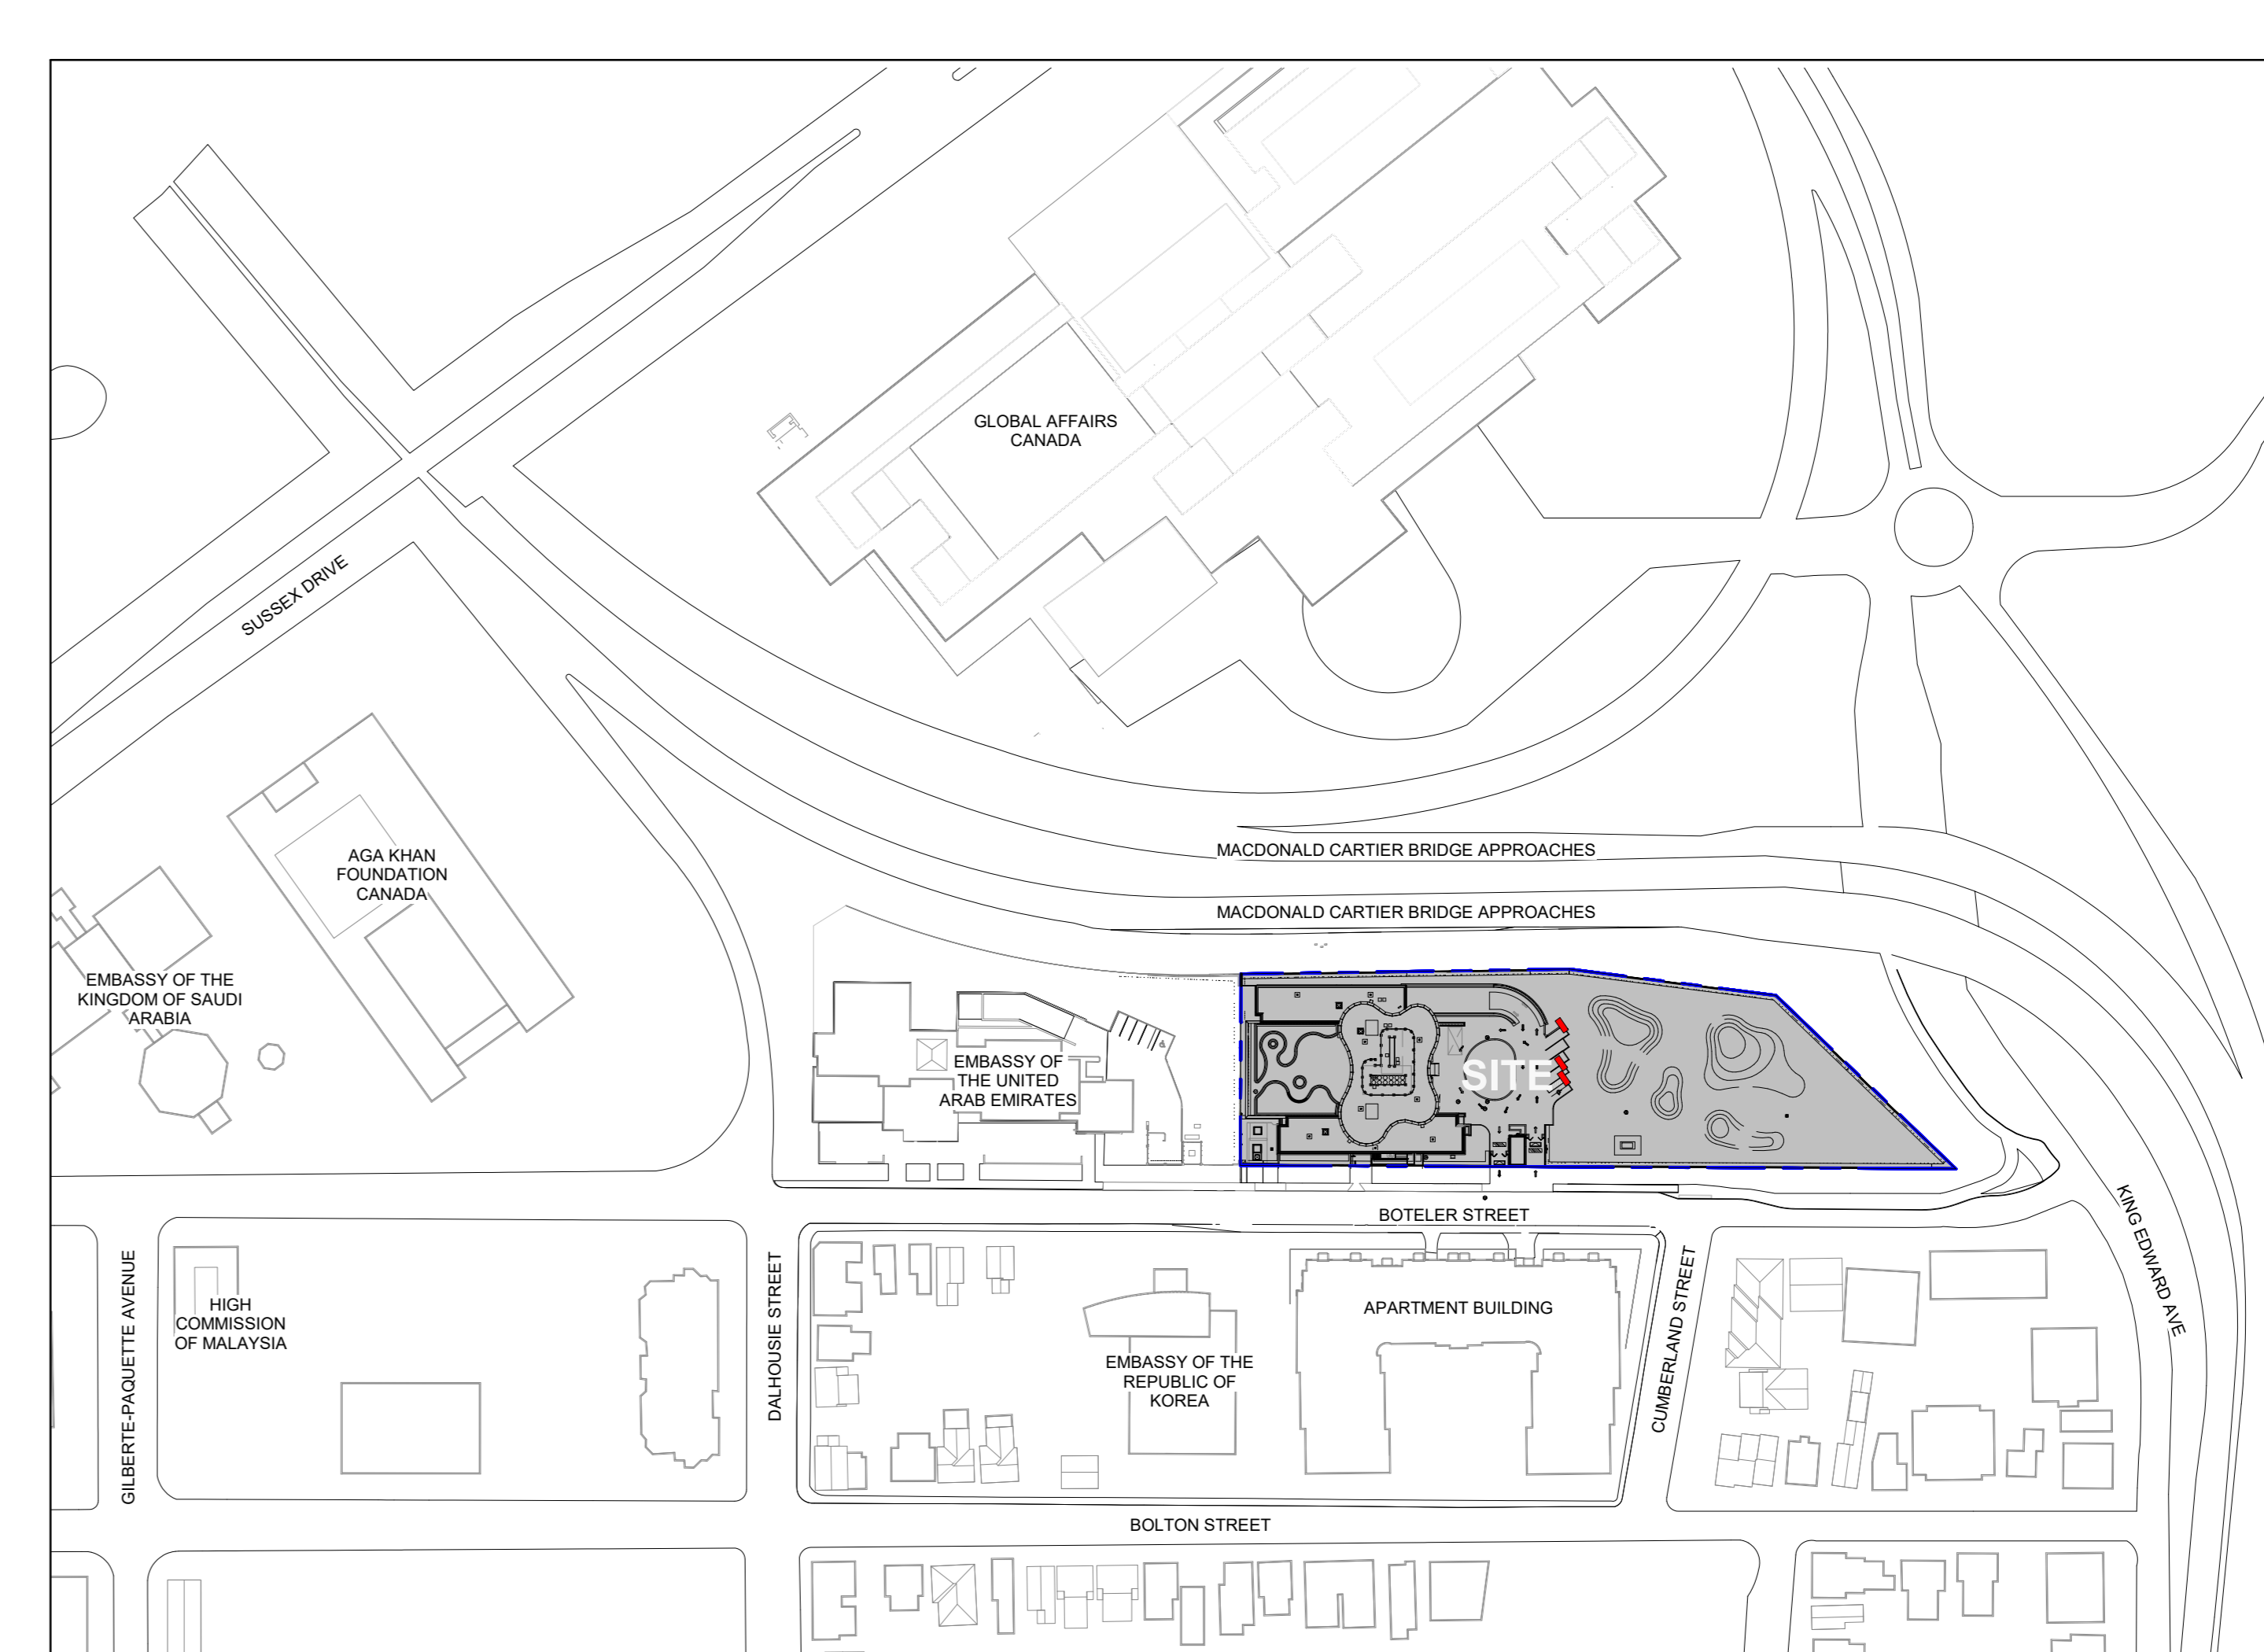 GLOBAL AFFAIRS
CANADA
SUSSEX DRIVE
MACDONALD CARTIER BRIDGE APPROACHES
AGA KHAN
FOUNDATION
CANADA
MACDONALD CARTIER BRIDGE APPROACHES
EMBASSY OF THE
KINGDOM OF SAUDI
ARABIA
EMBASSY OF
THE UNITED
ARAB EMIRATES
SITE
BOTELER STREET
KING EDWARD AVE
GILBERTE-PAQUETTE AVENUE
HIGH
COMMISSION
OF MALAYSIA
DALHOUSIE STREET
APARTMENT BUILDING
CUMBERLAND STREET
EMBASSY OF THE
REPUBLIC OF
KOREA
BOLTON STREET